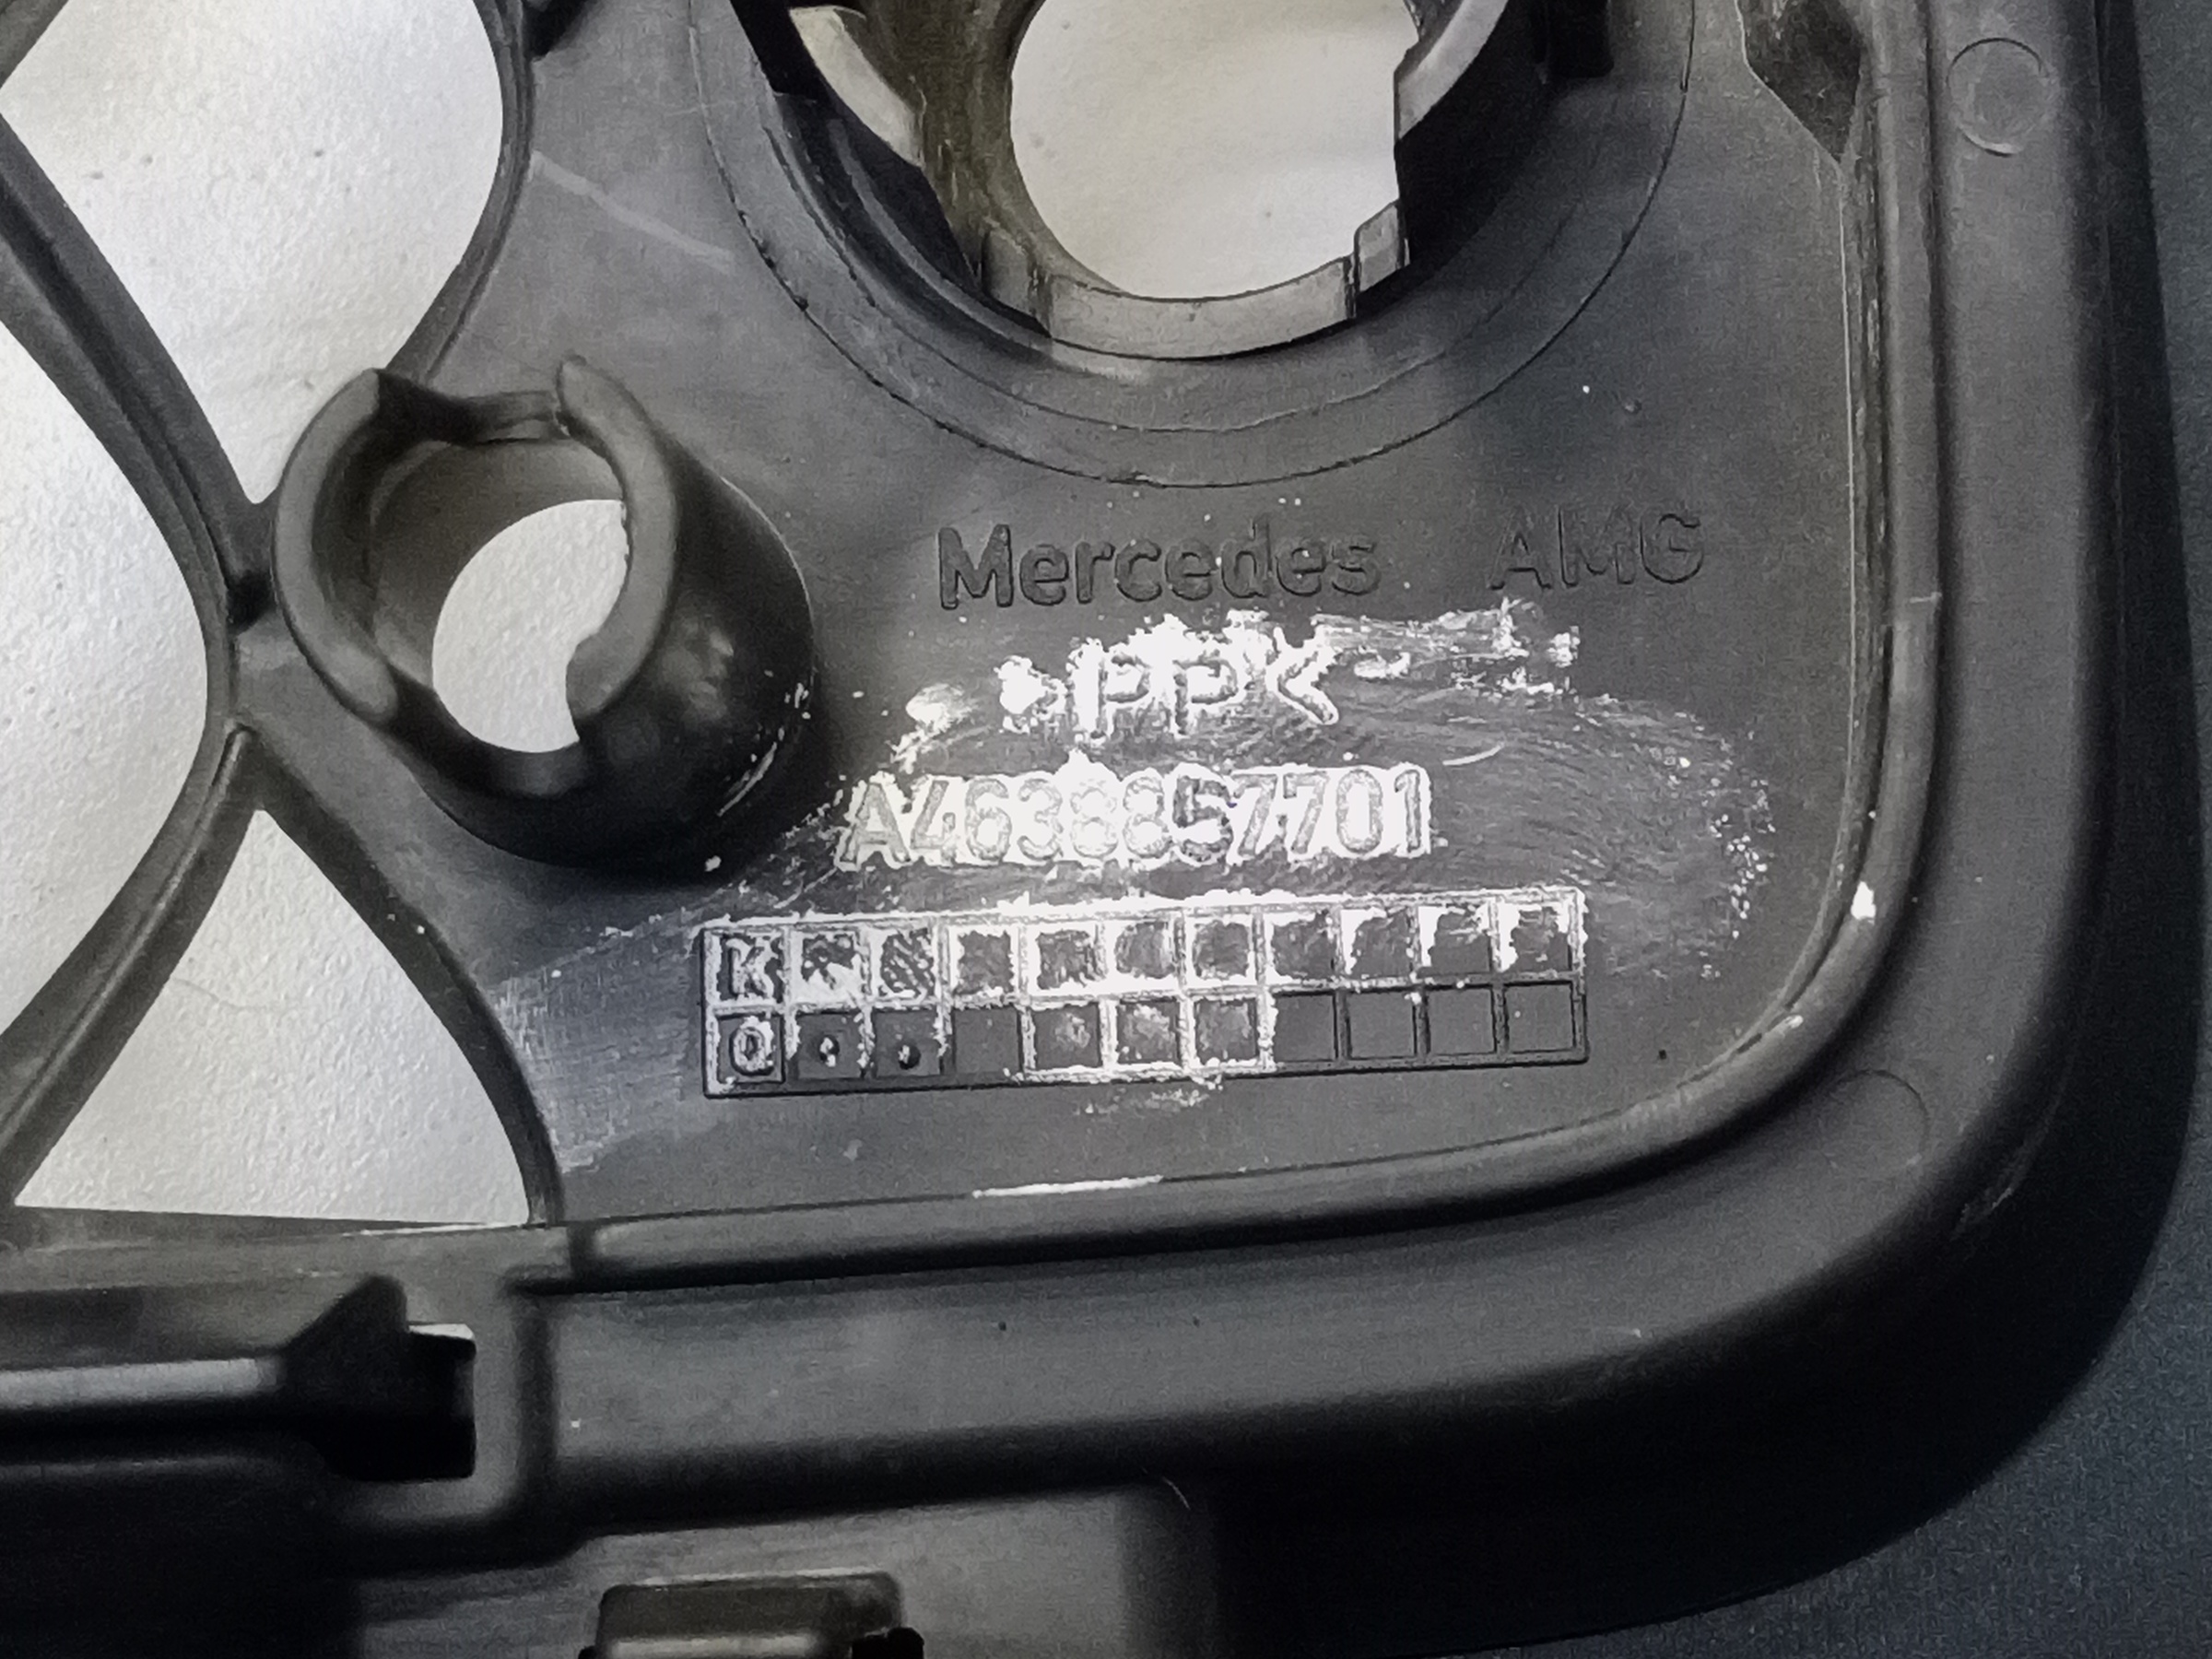 Mercedes AMG
>PP<
A4638857701
K
Q